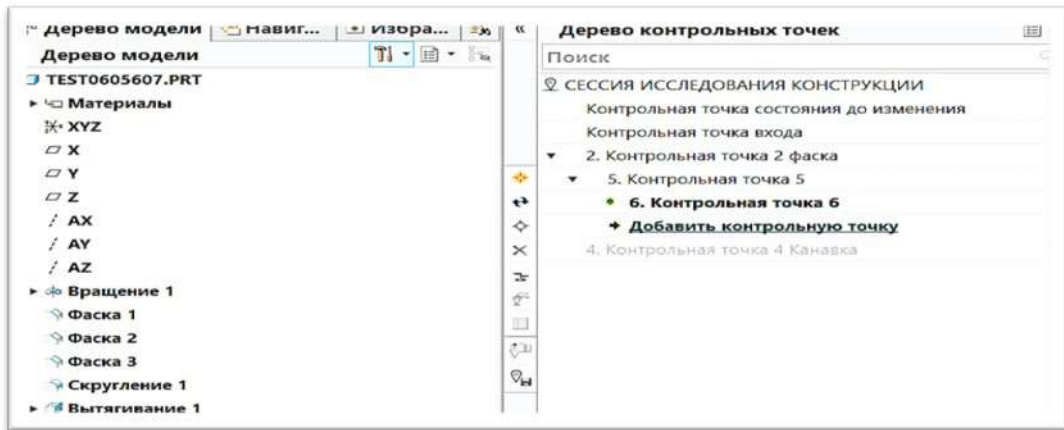 Дерево модели
Навиг...
Избра...
Дерево модели
TEST0605607.PRT
Материалы
XYZ
X
Y
Z
AX
AY
AZ
Вращение 1
Фаска 1
Фаска 2
Фаска 3
Скругление 1
Вытягивание 1
Дерево контрольных точек
Поиск
СЕССИЯ ИССЛЕДОВАНИЯ КОНСТРУКЦИИ
Контрольная точка состояния до изменения
Контрольная точка входа
2. Контрольная точка 2 фаска
5. Контрольная точка 5
6. Контрольная точка 6
Добавить контрольную точку
4. Контрольная точка 4 Канавка